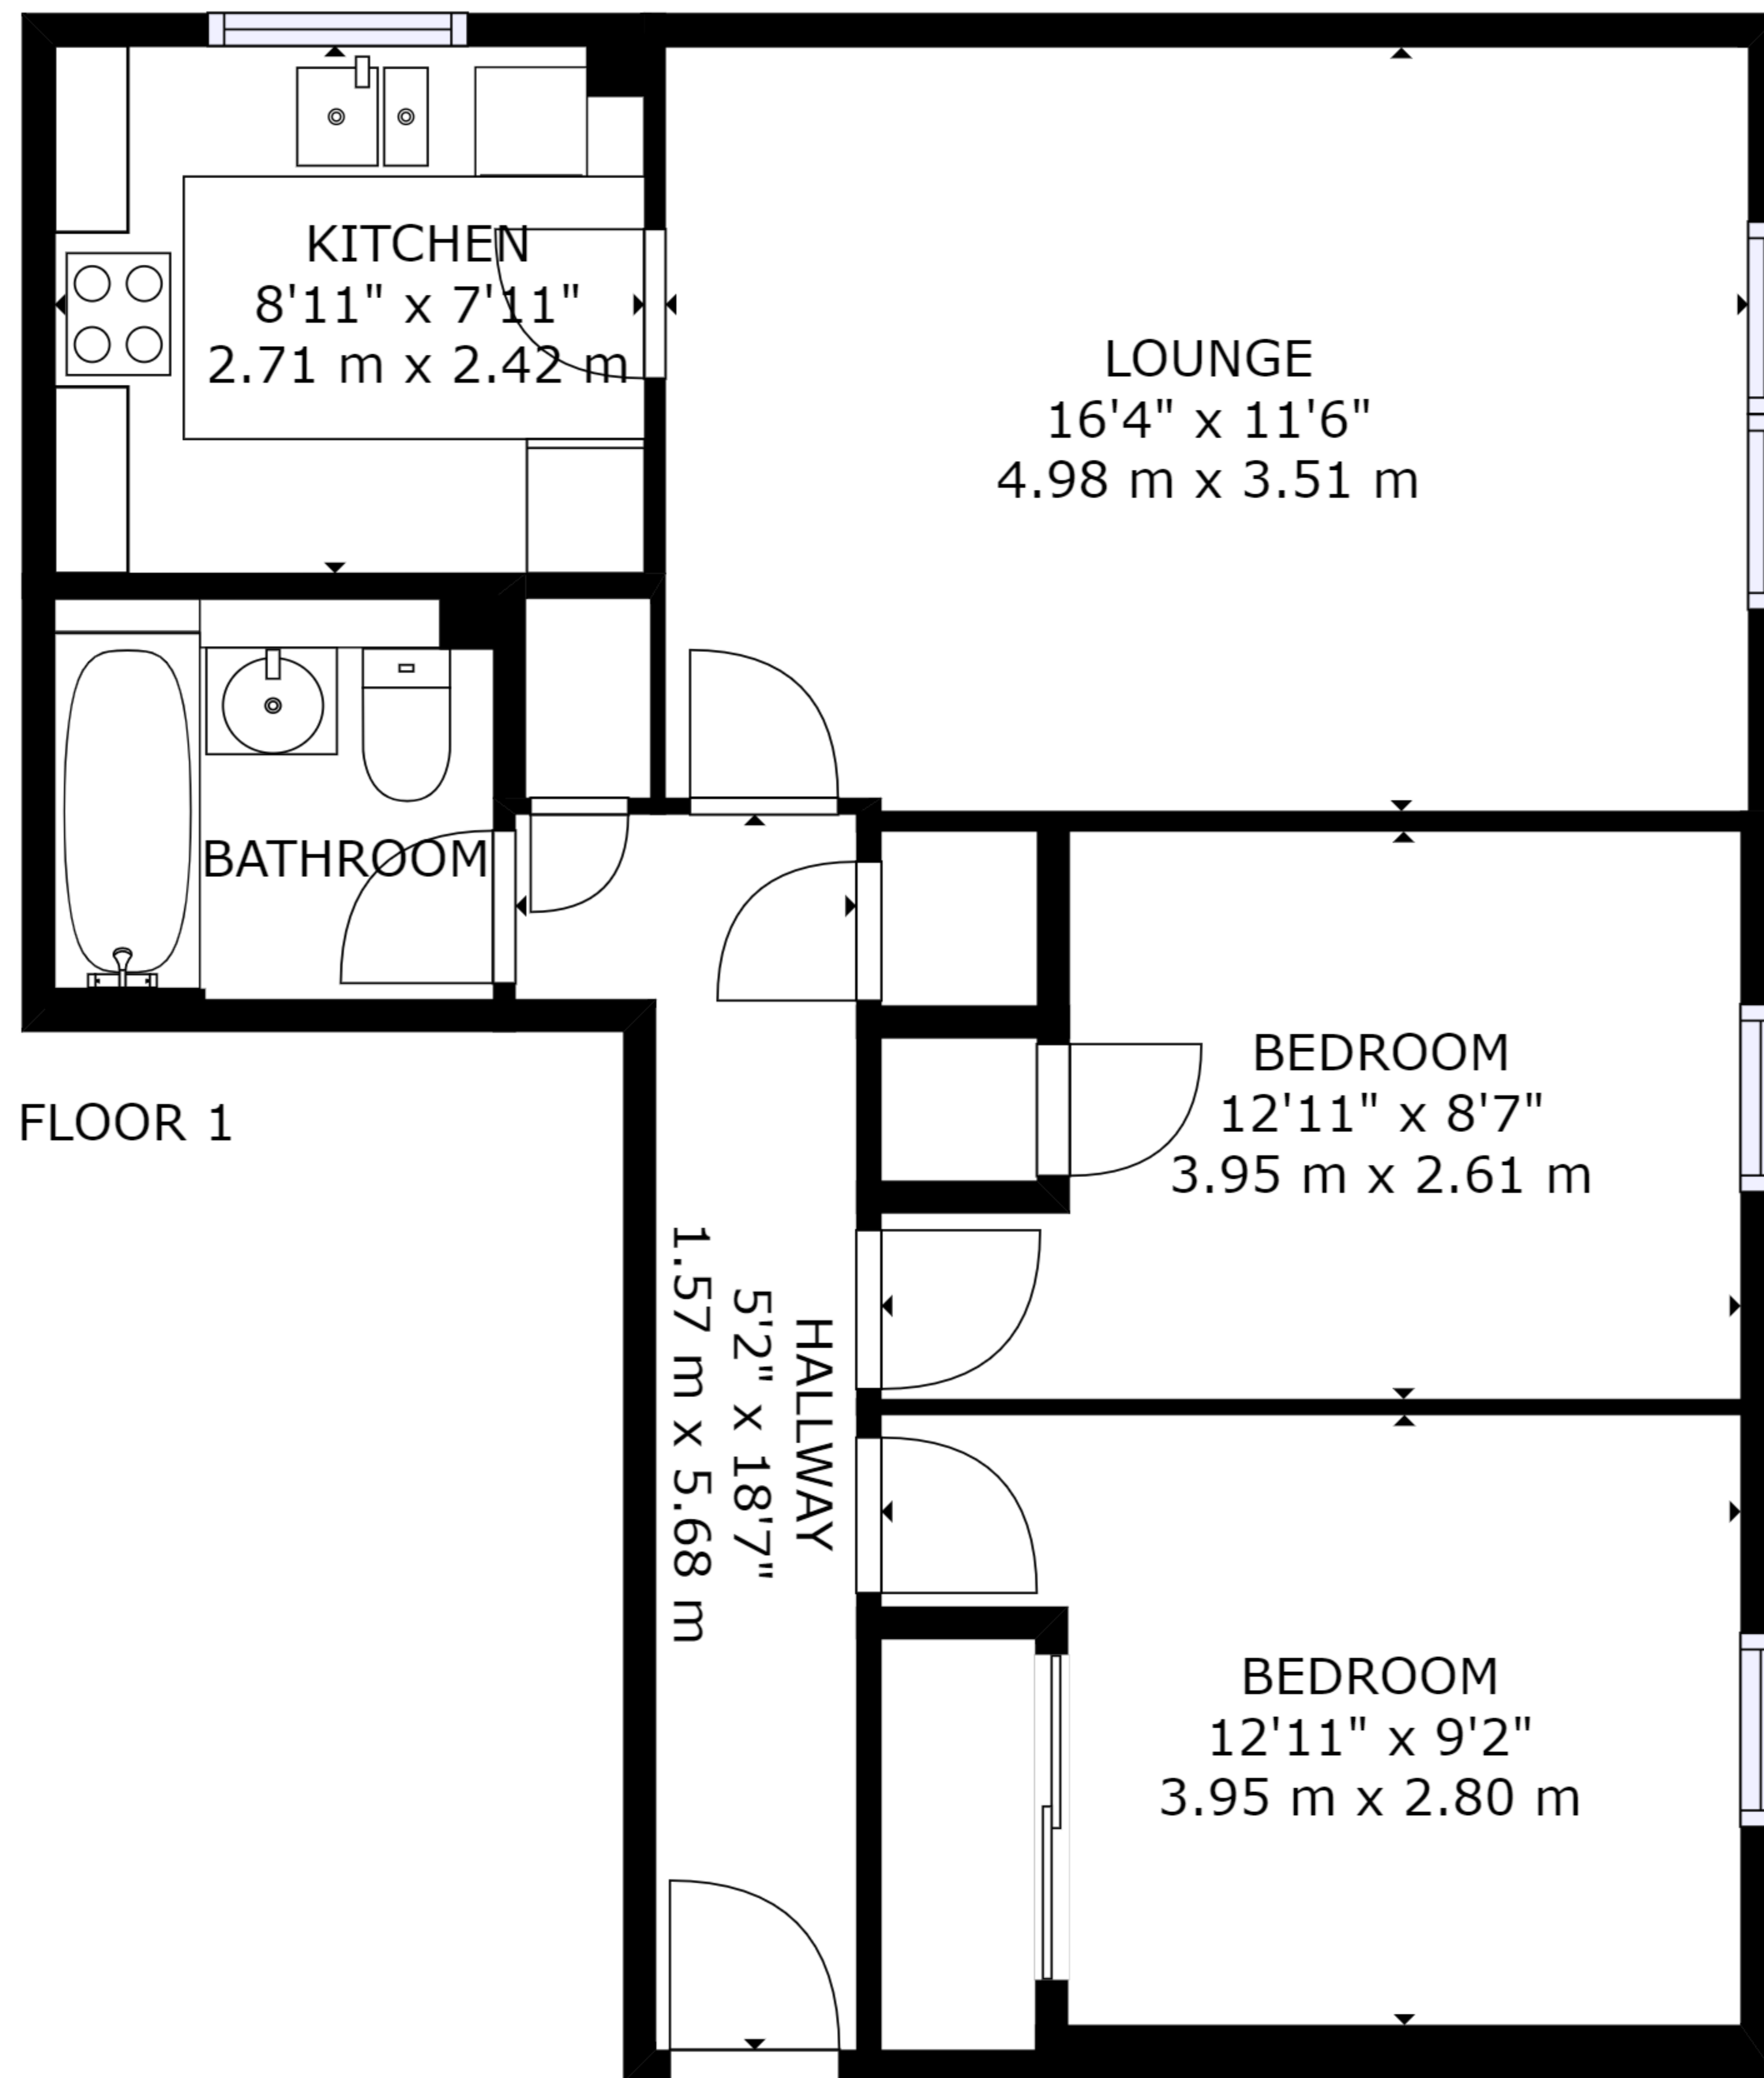 KITCHEN
8'11" x 7'11"
2.71 m x 2.42 m
LOUNGE
16'4" x 11'6"
4.98 m x 3.51 m
BATHROOM
FLOOR 1
BEDROOM
12'11" x 8'7"
3.95 m x 2.61 m
HALLWAY
5'2" x 18'7"
1.57 m x 5.68 m
BEDROOM
12'11" x 9'2"
3.95 m x 2.80 m